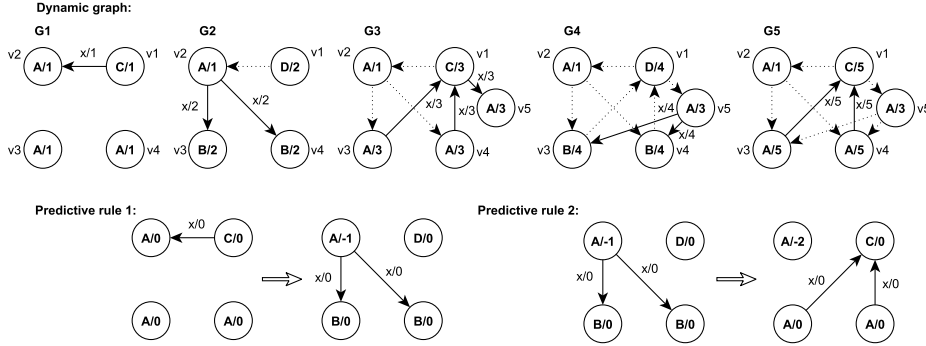 Dynamic graph:
G1 G2 G3 G4 G5
v2 A/1 x/1 C/1 v1 v2 A/1 D/2 v1 v2 A/1 C/3 v1 v2 A/1 D/4 v1 v2 A/1 C/5 v1
x/2 x/2 x/3 x/3 x/3 A/3 v5 x/4 x/4 A/3 v5 x/5 x/5 A/3 v5
v3 A/1 A/1 v4 v3 B/2 B/2 v4 v3 A/3 A/3 v4 v3 B/4 B/4 v4 v3 A/5 A/5 v4
Predictive rule 1: Predictive rule 2:
A/0 x/0 C/0 A/-1 D/0 A/-1 D/0 A/-2 C/0
x/0 x/0 x/0 x/0 x/0 x/0
A/0 A/0 B/0 B/0 B/0 B/0 A/0 A/0